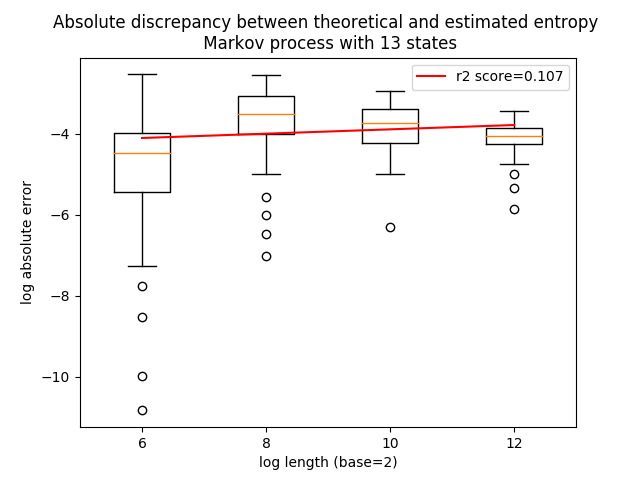 Absolute discrepancy between theoretical and estimated entropy
Markov process with 13 states
r2 score=0.107
−4
−6
−8
−10
log absolute error
6
8
10
12
log length (base=2)